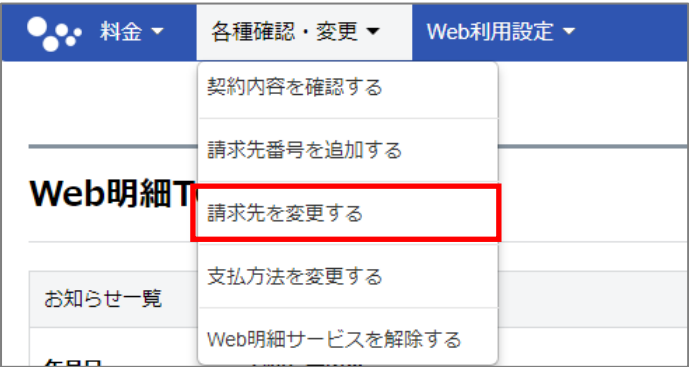 料金 各種確認・変更 Web利用設定
契約内容を確認する
請求先番号を追加する
Web明細T
請求先を変更する
支払方法を変更する
お知らせ一覧
Web明細サービスを解除する